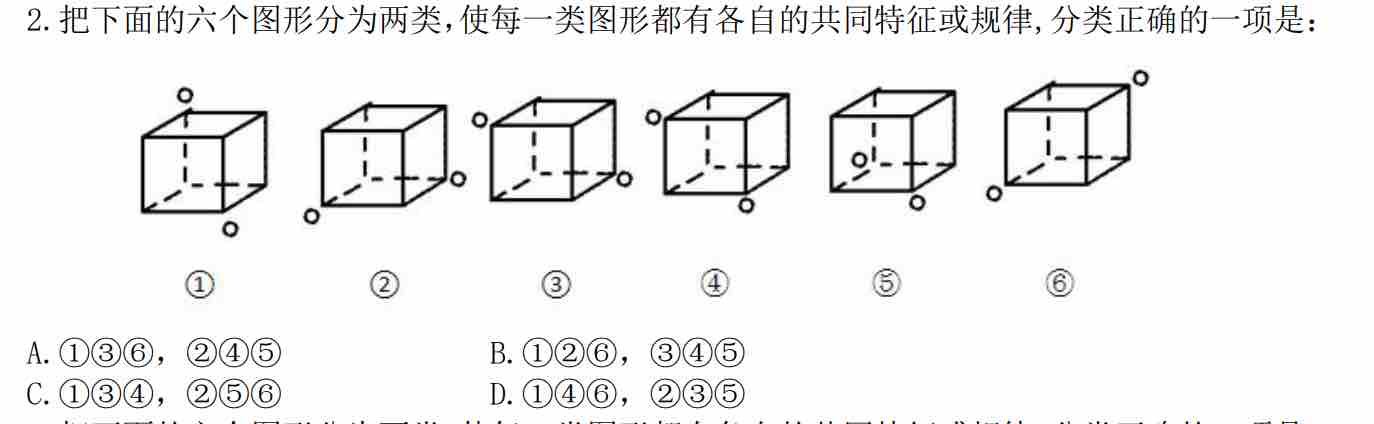 2.把下面的六个图形分为两类,使每一类图形都有各自的共同特征或规律,分类正确的一项是:
① ② ③ ④ ⑤ ⑥
A.①③⑥, ②④⑤ B.①②⑥, ③④⑤
C.①③④, ②⑤⑥ D.①④⑥, ②③⑤